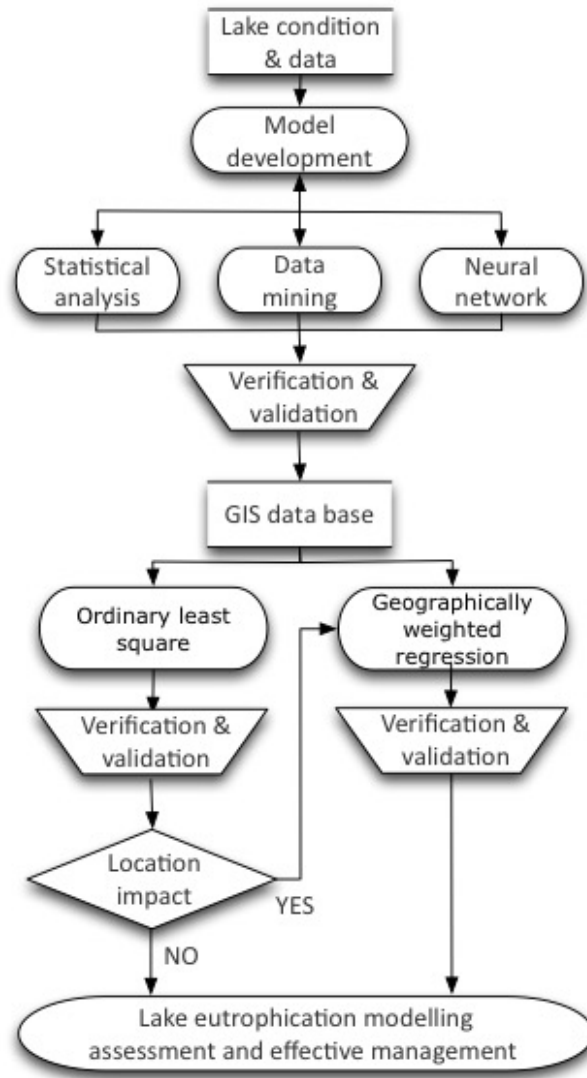 Lake condition
& data
Model
development
Statistical
analysis
Data
mining
Neural
network
Verification &
validation
GIS data base
Ordinary least
square
Geographically
weighted
regression
Verification &
validation
Verification &
validation
Location
impact
YES
NO
Lake eutrophication modelling
assessment and effective management